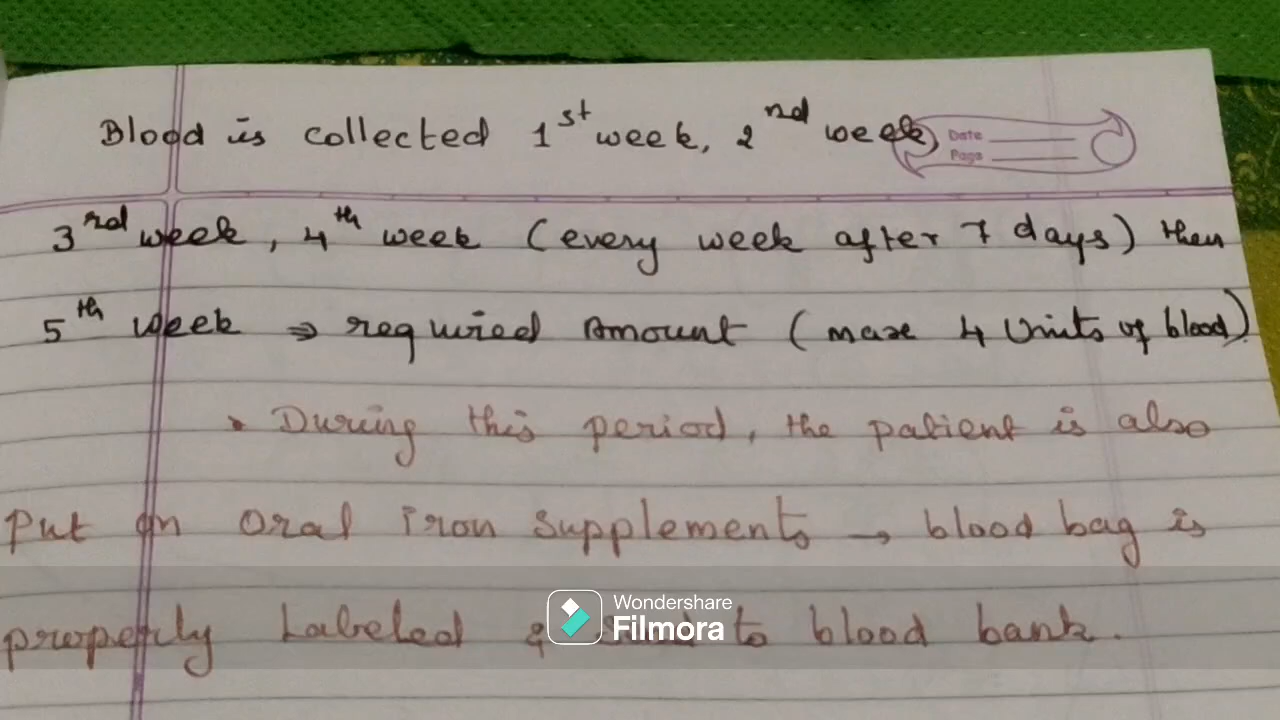 Blood is collected 1st week, 2nd week,
Date
Page
3rd week, 4th week (every week after 7 days) then
5th week ⇒ required Amount (max 4 Units of blood)
• During this period, the patient is also
Put on Oral iron supplements → blood bag is
properly Labeled & to blood bank.
Wondershare
Filmora